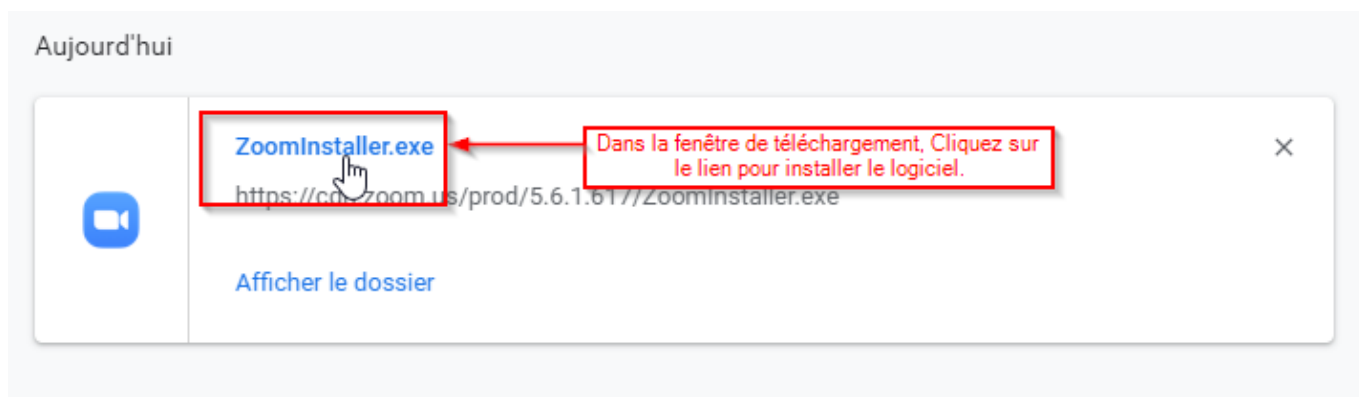 Aujourd'hui
ZoomInstaller.exe
Dans la fenêtre de téléchargement, Cliquez sur
le lien pour installer le logiciel.
https://cdn.zoom.us/prod/5.6.1.617/ZoomInstaller.exe
Afficher le dossier